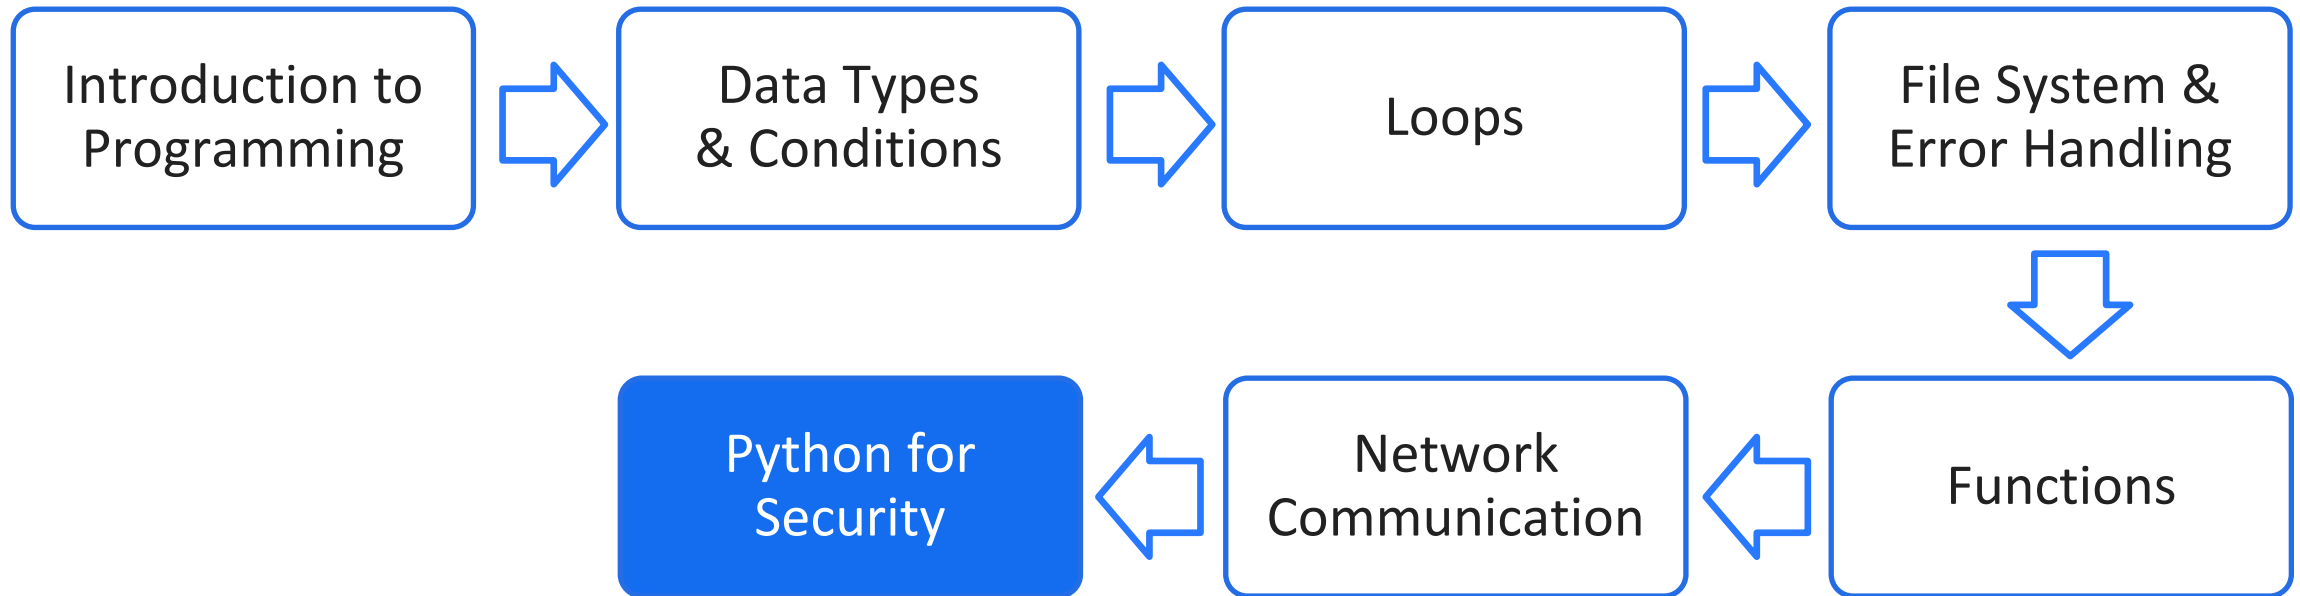 Introduction to
Programming
Data Types
& Conditions
Loops
File System &
Error Handling
Functions
Network
Communication
Python for
Security